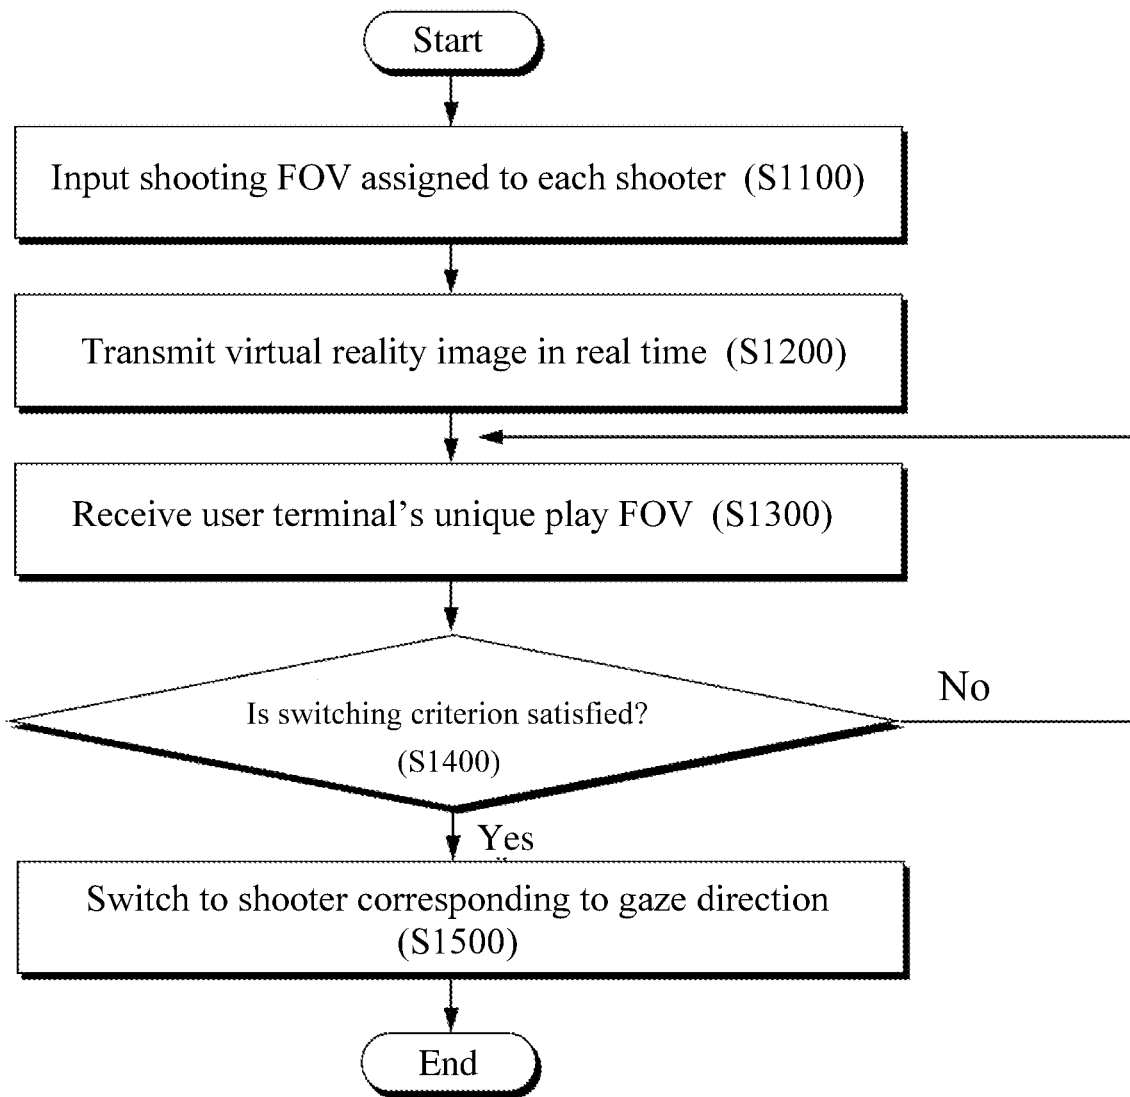 Start
Input shooting FOV assigned to each shooter (S1100)
Transmit virtual reality image in real time (S1200)
Receive user terminal’s unique play FOV (S1300)
Is switching criterion satisfied?
(S1400)
No
Yes
Switch to shooter corresponding to gaze direction
(S1500)
End